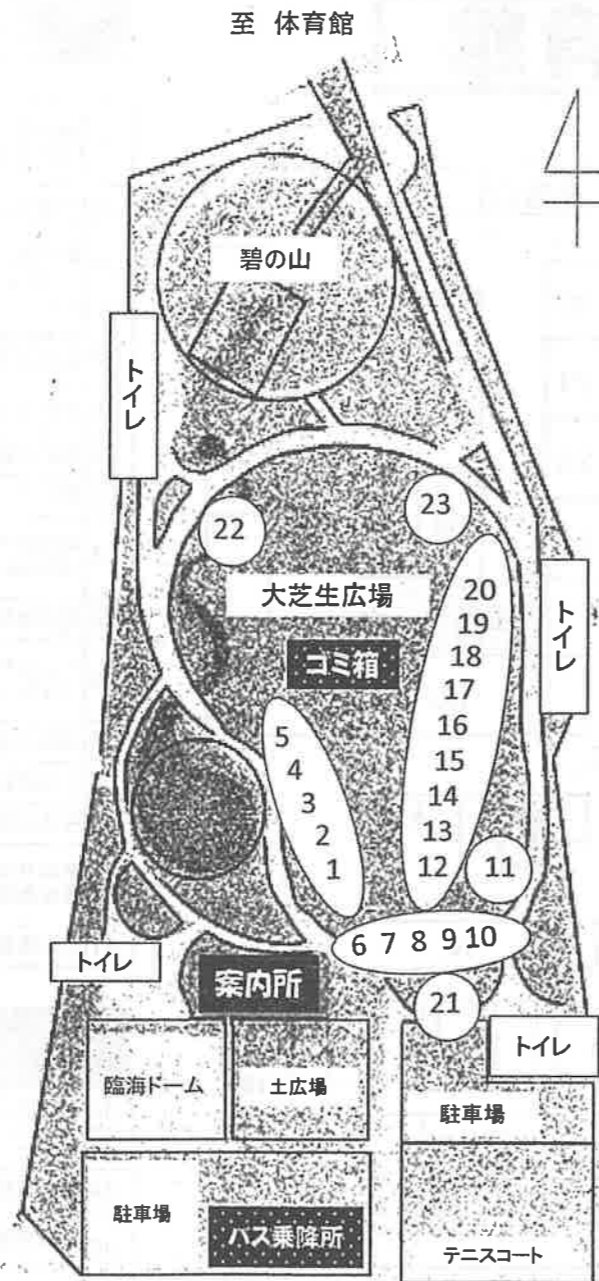 至 体育館
碧の山
トイレ
22
23
大芝生広場
ゴミ箱
トイレ
20
19
18
17
16
15
14
13
12
11
5
4
3
2
1
6 7 8 9 10
トイレ
案内所
21
トイレ
臨海ドーム
土広場
駐車場
駐車場
バス乗降所
テニスコート